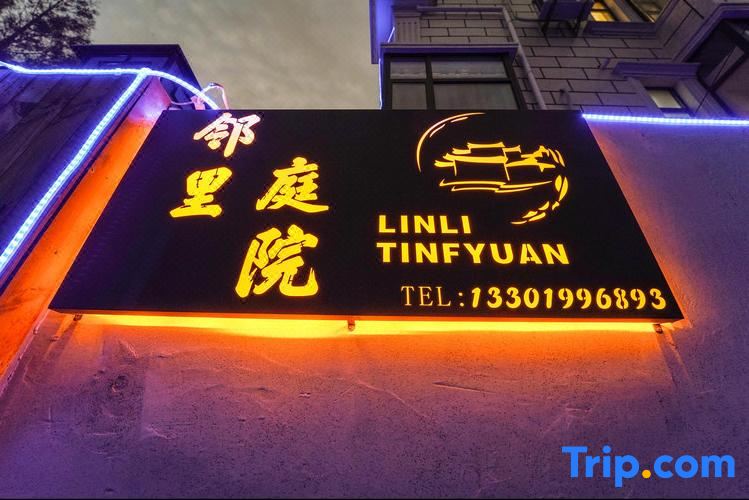 邻里
庭院
LINLI
TINFYUAN
TEL:13301996893
Trip.com